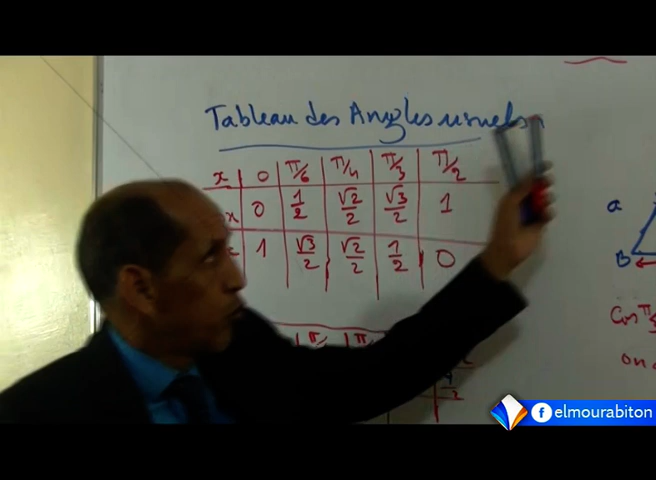 Tableau des Angles usuels
x 0 π/6 π/4 π/3 π/2
x 0 1/2 √2/2 √3/2 1
1 √3/2 √2/2 1/2 0
π π
a
B
Cos π
on
elmourabiton